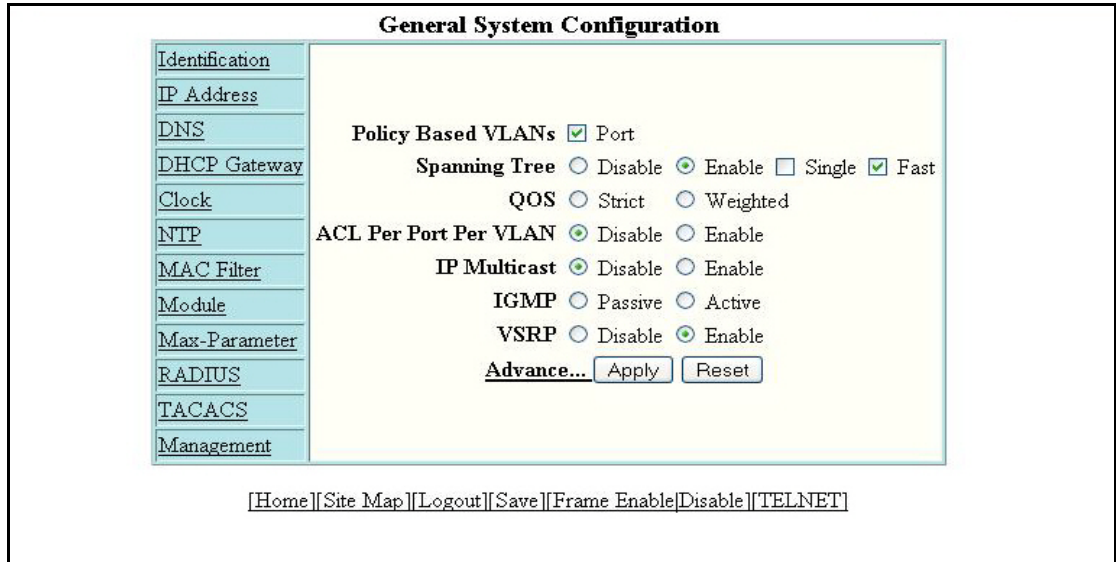 General System Configuration
Identification
IP Address
DNS
DHCP Gateway
Clock
NTP
MAC Filter
Module
Max-Parameter
RADIUS
TACACS
Management
Policy Based VLANs Port
Spanning Tree Disable Enable Single Fast
QOS Strict Weighted
ACL Per Port Per VLAN Disable Enable
IP Multicast Disable Enable
IGMP Passive Active
VSRP Disable Enable
Advance... Apply Reset
[Home][Site Map][Logout][Save][Frame Enable|Disable][TELNET]